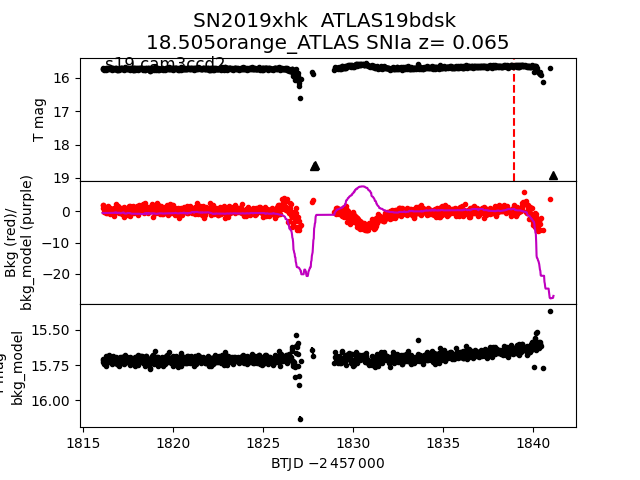 SN2019xhk ATLAS19bdsk
18.505orange_ATLAS SNIa z= 0.065
s19 cam3ccd2
16
17
18
19
T mag
0
−10
−20
Bkg (red)/
bkg_model (purple)
15.50
15.75
16.00
mag
bkg_model
1815
1820
1825
1830
1835
1840
BTJD −2 457 000